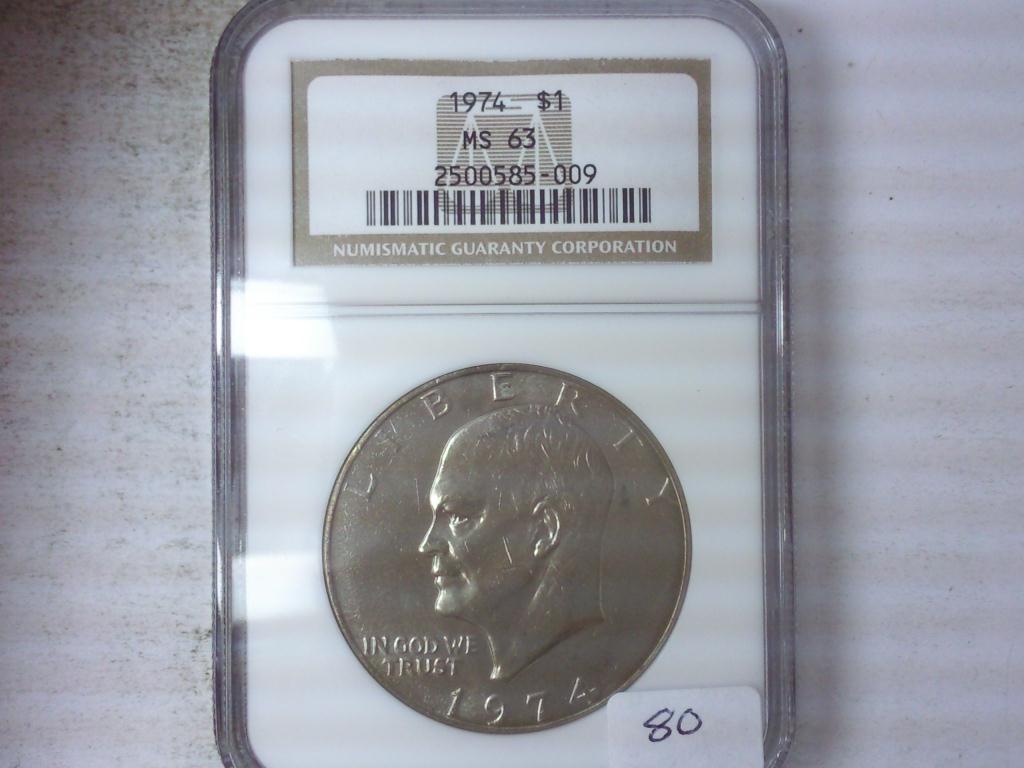 1974 $1
MS 63
2500585-009
NUMISMATIC GUARANTY CORPORATION
LIBERTY
IN GOD WE
TRUST
1974
80